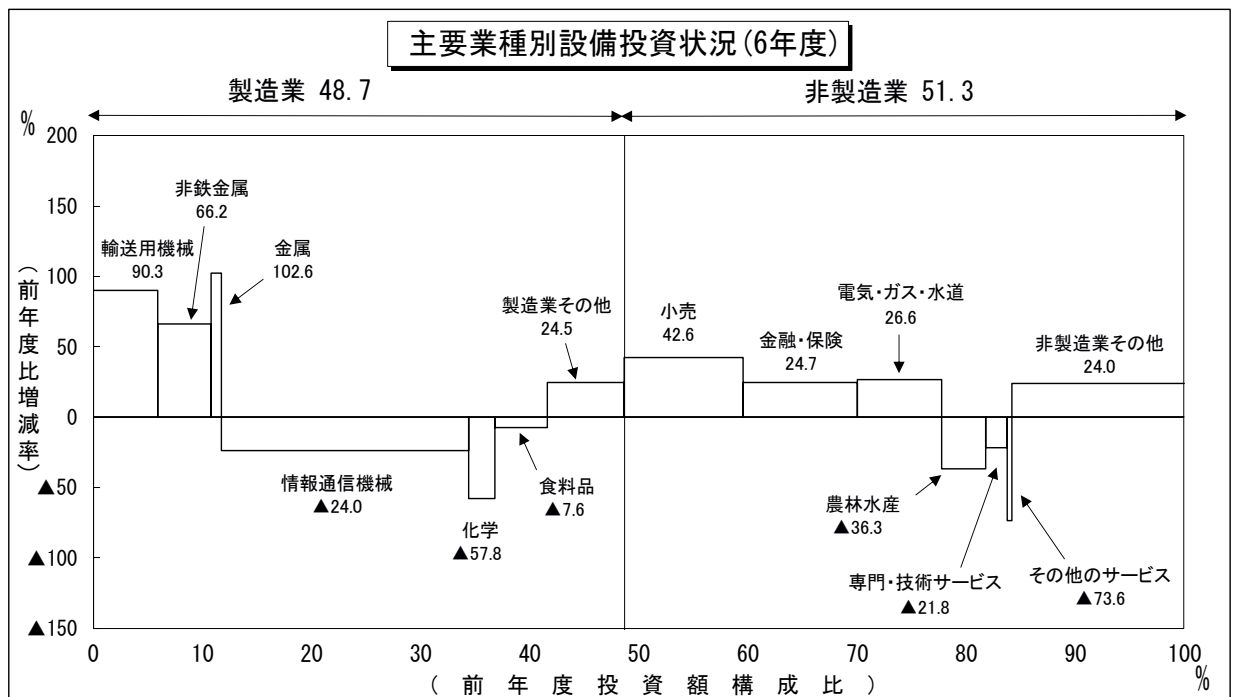 主要業種別設備投資状況(6年度)
製造業 48.7
非製造業 51.3
%
200
150
100
50
0
▲50
▲100
▲150
(前年度比増減率)
輸送用機械
90.3
非鉄金属
66.2
金属
102.6
情報通信機械
▲24.0
化学
▲57.8
食料品
▲7.6
製造業その他
24.5
小売
42.6
金融・保険
24.7
電気・ガス・水道
26.6
農林水産
▲36.3
専門・技術サービス
▲21.8
その他のサービス
▲73.6
非製造業その他
24.0
0 10 20 30 40 50 60 70 80 90 100
%
(前年度投資額構成比)